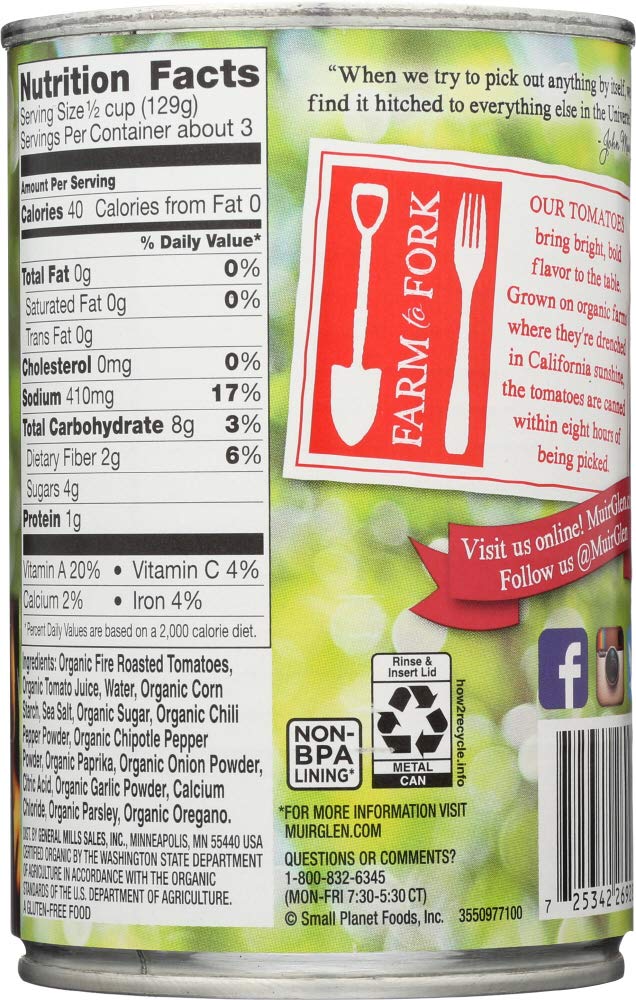 Nutrition Facts
Serving Size ½ cup (129g)
Servings Per Container about 3
Amount Per Serving
Calories 40 Calories from Fat 0
% Daily Value*
Total Fat 0g 0%
Saturated Fat 0g 0%
Trans Fat 0g
Cholesterol 0mg 0%
Sodium 410mg 17%
Total Carbohydrate 8g 3%
Dietary Fiber 2g 6%
Sugars 4g
Protein 1g
Vitamin A 20% • Vitamin C 4%
Calcium 2% • Iron 4%
*Percent Daily Values are based on a 2,000 calorie diet.
Ingredients: Organic Fire Roasted Tomatoes,
Organic Tomato Juice, Water, Organic Corn
Starch, Sea Salt, Organic Sugar, Organic Chili
Pepper Powder, Organic Chipotle Pepper
Powder, Organic Paprika, Organic Onion Powder,
Citric Acid, Organic Garlic Powder, Calcium
Chloride, Organic Parsley, Organic Oregano.
DIST. BY GENERAL MILLS SALES, INC., MINNEAPOLIS, MN 55440 USA
CERTIFIED ORGANIC BY THE WASHINGTON STATE DEPARTMENT
OF AGRICULTURE IN ACCORDANCE WITH THE ORGANIC
STANDARDS OF THE U.S. DEPARTMENT OF AGRICULTURE.
A GLUTEN-FREE FOOD
“When we try to pick out anything by itself,
find it hitched to everything else in the Universe
-John
FARM to FORK
OUR TOMATOES
bring bright, bold
flavor to the table.
Grown on organic farms
where they're drenched
in California sunshine,
the tomatoes are canned
within eight hours of
being picked.
Visit us online! MuirGlen.
Follow us @MuirGlen
f
NON-
BPA
LINING*
Rinse &
Insert Lid
METAL
CAN
how2recycle.info
*FOR MORE INFORMATION VISIT
MUIRGLEN.COM
QUESTIONS OR COMMENTS?
1-800-832-6345
(MON-FRI 7:30-5:30 CT)
© Small Planet Foods, Inc. 3550977100
7 25342 269